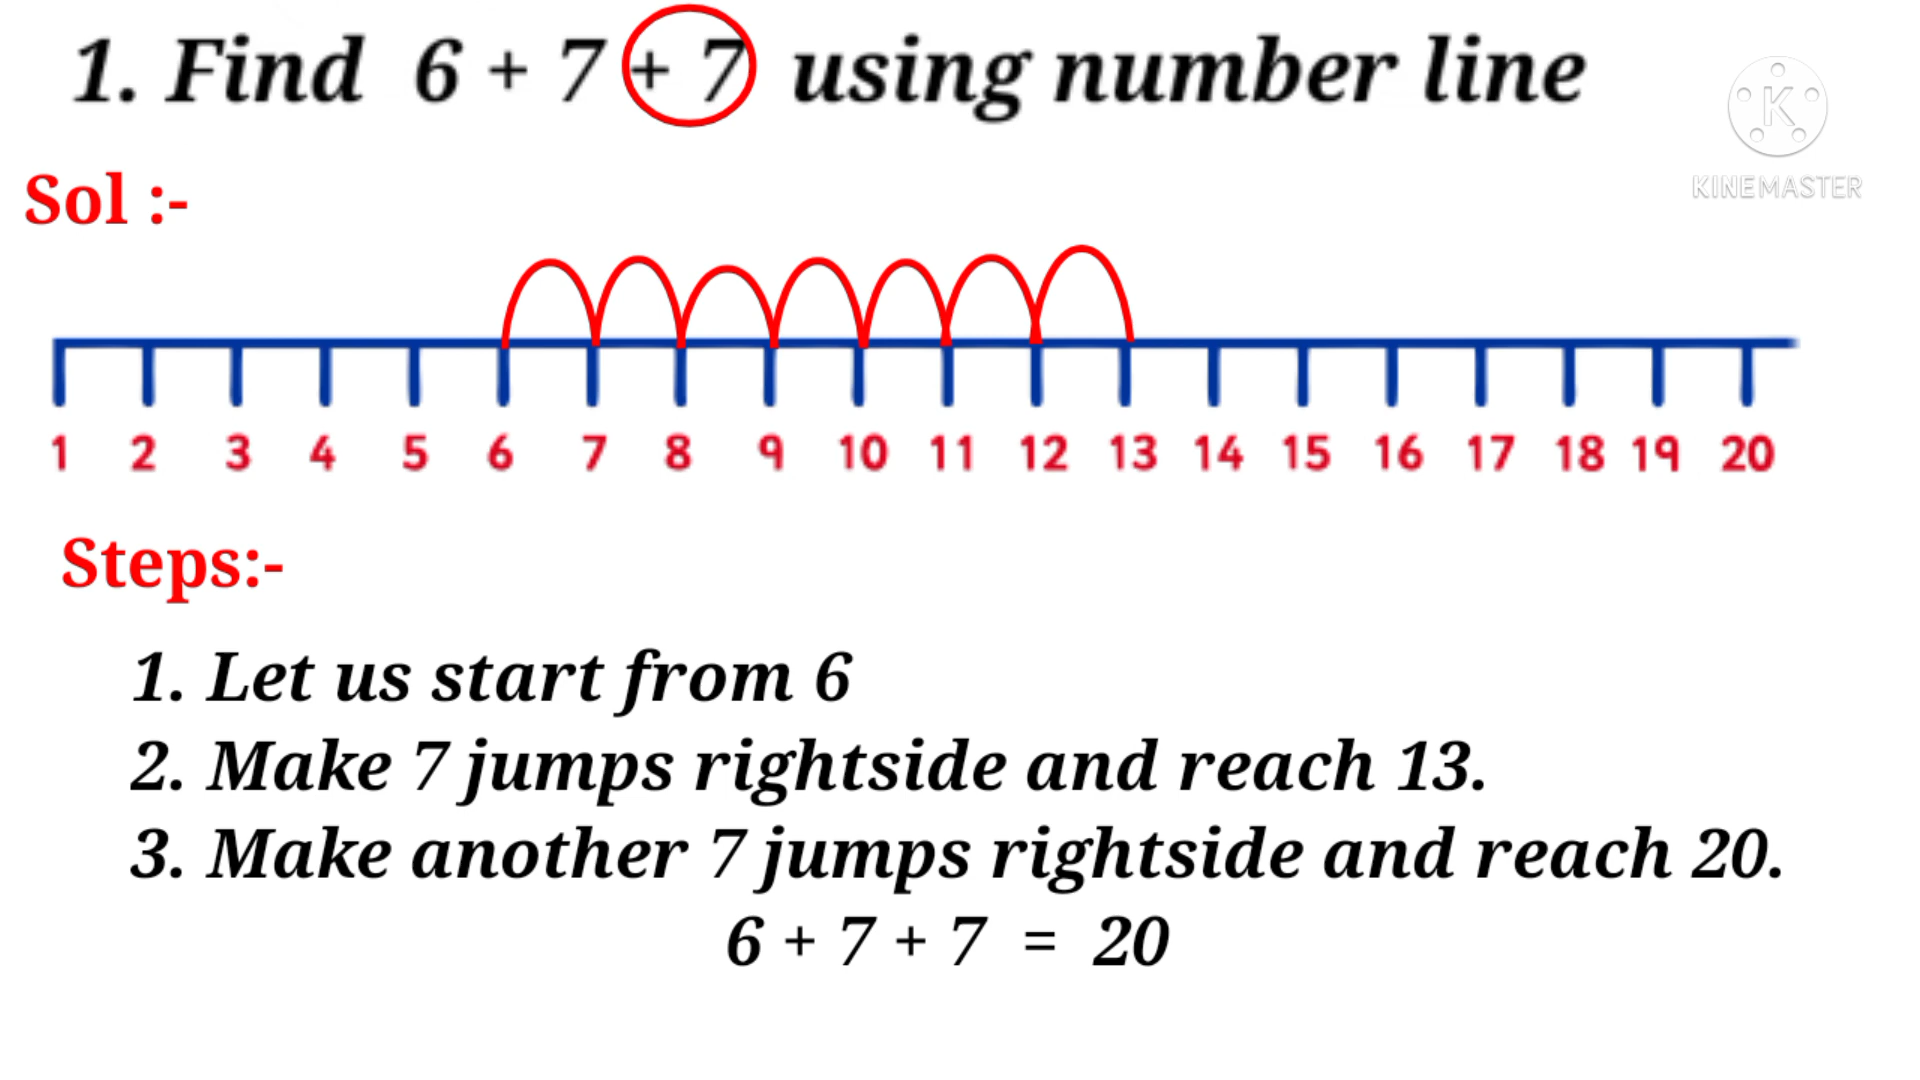 1. Find 6 + 7 + 7 using number line
K
KINEMASTER
Sol :-
1 2 3 4 5 6 7 8 9 10 11 12 13 14 15 16 17 18 19 20
Steps:-
1. Let us start from 6
2. Make 7 jumps rightside and reach 13.
3. Make another 7 jumps rightside and reach 20.
6 + 7 + 7 = 20